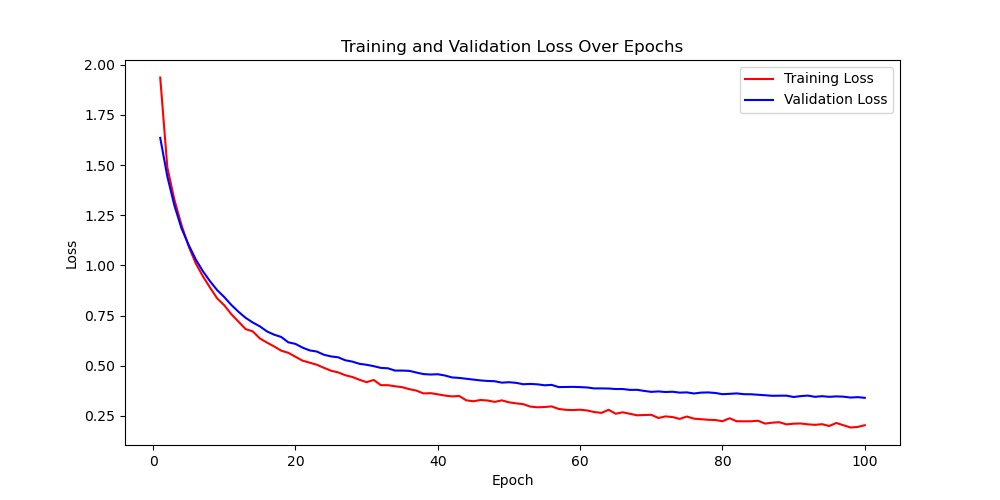 Training and Validation Loss Over Epochs
Training Loss
Validation Loss
2.00
1.75
1.50
1.25
1.00
0.75
0.50
0.25
Loss
0 20 40 60 80 100
Epoch